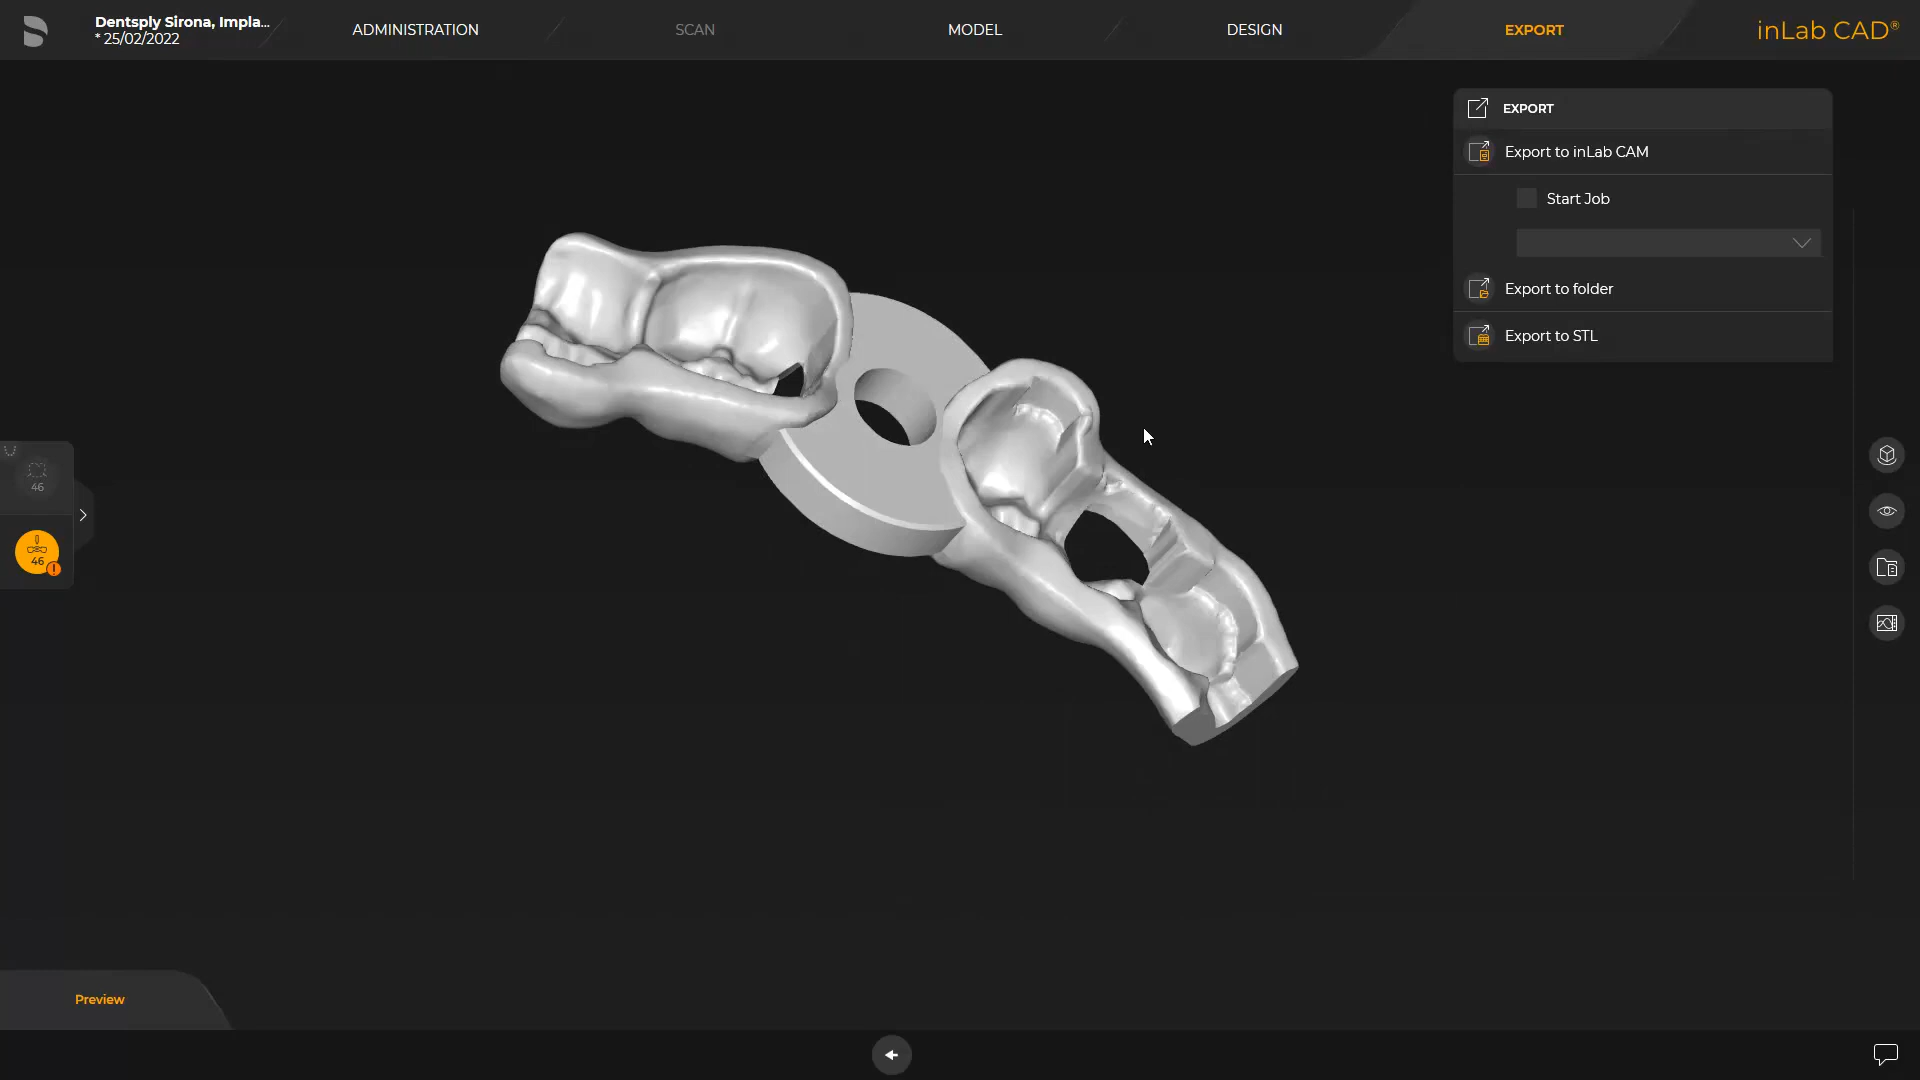 Dentsply Sirona, Impla...
* 25/02/2022
ADMINISTRATION
SCAN
MODEL
DESIGN
EXPORT
inLab CAD®
EXPORT
Export to inLab CAM
Start Job
Export to folder
Export to STL
46
46
Preview